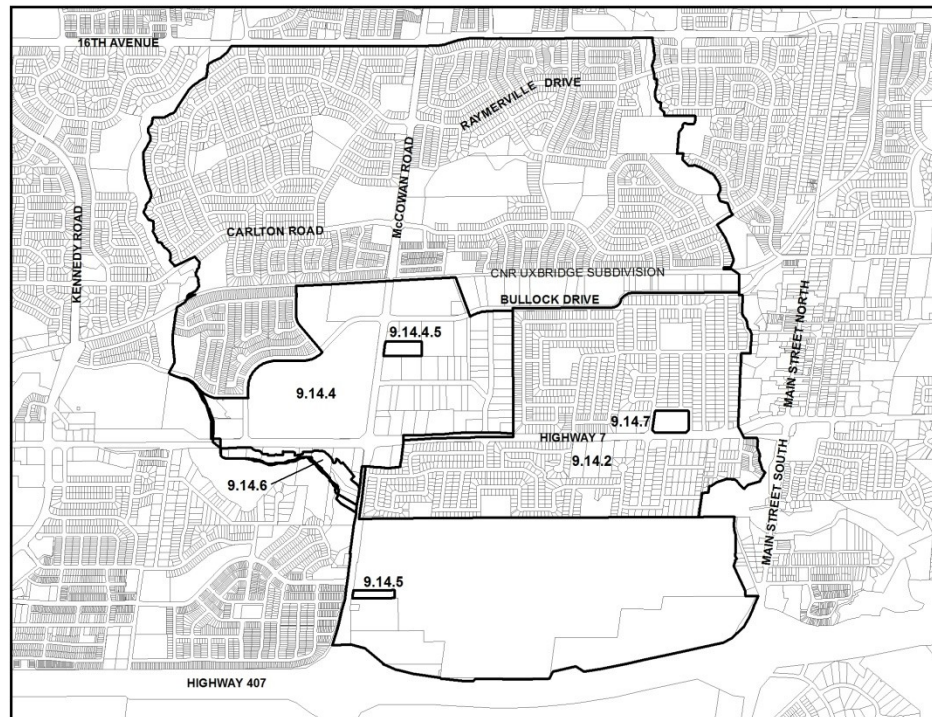 16TH AVENUE
RAYMERVILLE DRIVE
McCOWAN ROAD
KENNEDY ROAD
CARLTON ROAD
CNR UXBRIDGE SUBDIVISION
BULLOCK DRIVE
MAIN STREET NORTH
9.14.4.5
9.14.4
9.14.7
HIGHWAY 7
9.14.2
9.14.6
MAIN STREET SOUTH
9.14.5
HIGHWAY 407